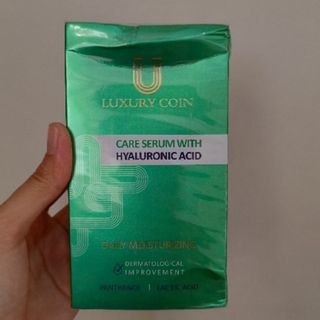 LUXURY COIN
CARE SERUM WITH
HYALURONIC ACID
DAILY MOISTURIZING
DERMATOLOGICAL
IMPROVEMENT
PANTHENOL | LACTIC ACID